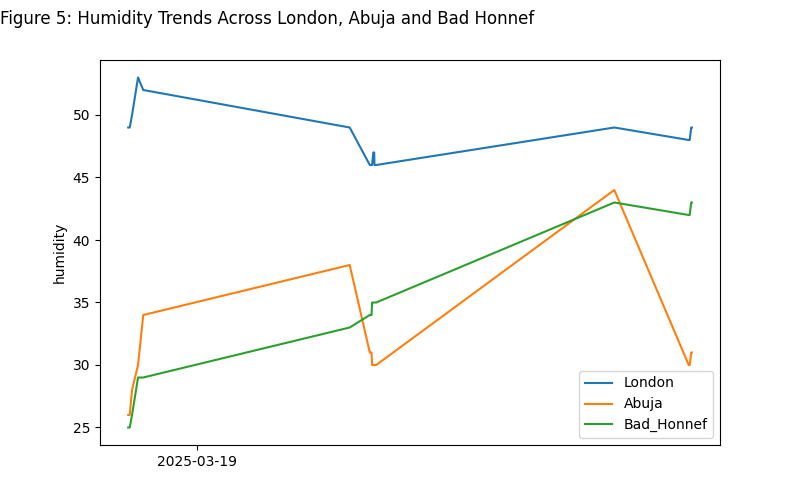 Figure 5: Humidity Trends Across London, Abuja and Bad Honnef
50
45
40
35
30
25
humidity
London
Abuja
Bad_Honnef
2025-03-19